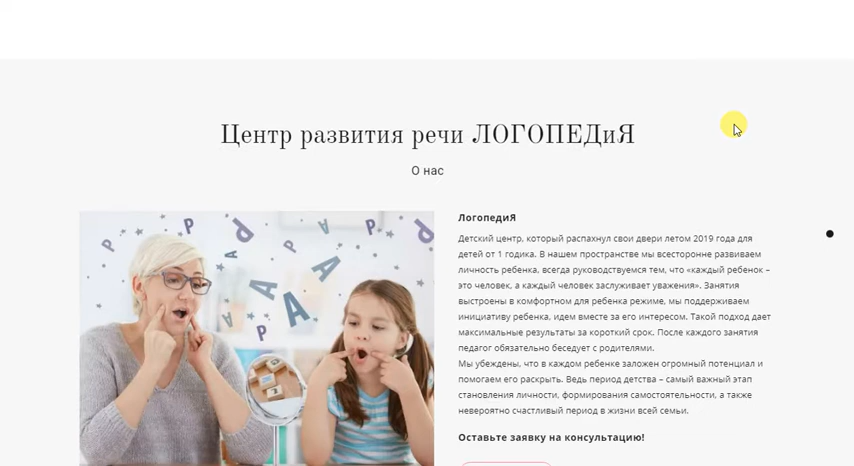 Центр развития речи ЛОГОПЕДиЯ
О нас
ЛогопедиЯ
Детский центр, который распахнул свои двери летом 2019 года для
детей от 1 годика. В нашем пространстве мы всесторонне развиваем
личность ребенка, всегда руководствуемся тем, что «каждый ребенок –
это человек, а каждый человек заслуживает уважения». Занятия
выстроены в комфортном для ребенка режиме, мы поддерживаем
инициативу ребенка, идем вместе за его интересом. Такой подход дает
максимальные результаты за короткий срок. После каждого занятия
педагог обязательно беседует с родителями.
Мы убеждены, что в каждом ребенке заложен огромный потенциал и
помогаем его раскрыть. Ведь период детства – самый важный этап
становления личности, формирования самостоятельности, а также
невероятно счастливый период в жизни всей семьи.
Оставьте заявку на консультацию!
P
P
P
P
A
A
A
A
A
A
P